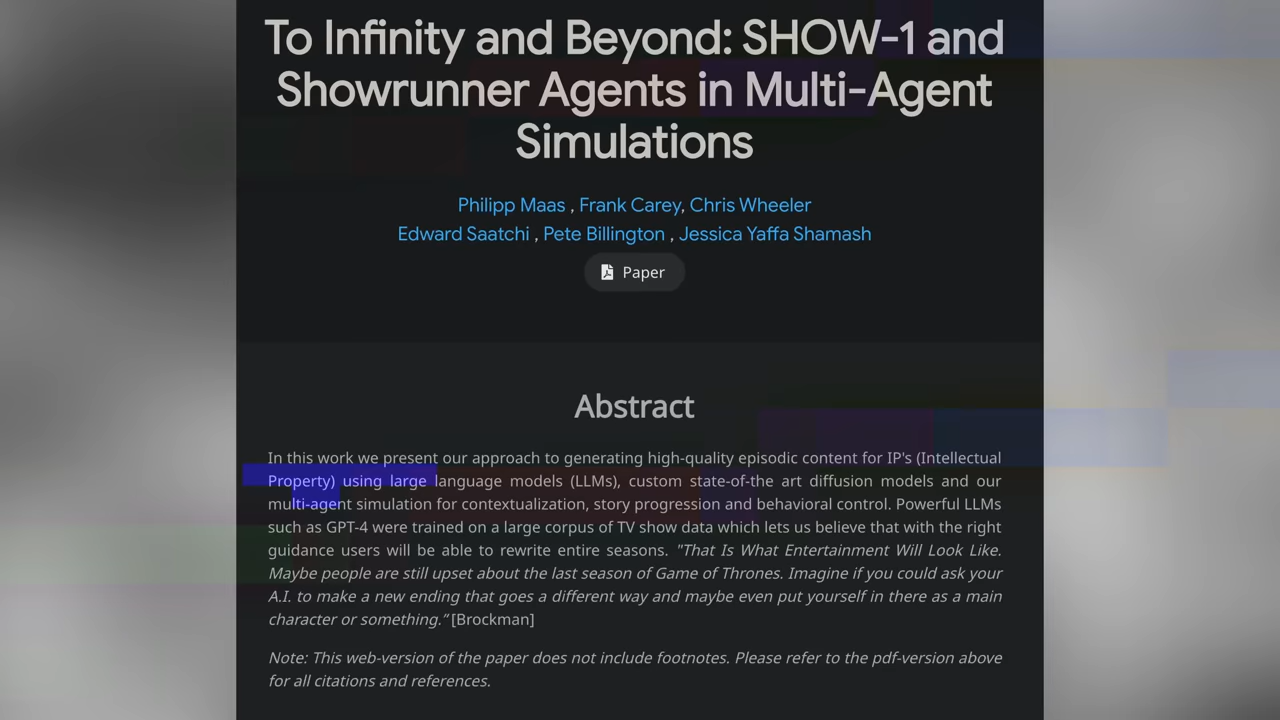 To Infinity and Beyond: SHOW-1 and
Showrunner Agents in Multi-Agent
Simulations
Philipp Maas , Frank Carey, Chris Wheeler
Edward Saatchi , Pete Billington , Jessica Yaffa Shamash
Paper
Abstract
In this work we present our approach to generating high-quality episodic content for IP's (Intellectual
Property) using large language models (LLMs), custom state-of-the art diffusion models and our
multi-agent simulation for contextualization, story progression and behavioral control. Powerful LLMs
such as GPT-4 were trained on a large corpus of TV show data which lets us believe that with the right
guidance users will be able to rewrite entire seasons. "That Is What Entertainment Will Look Like.
Maybe people are still upset about the last season of Game of Thrones. Imagine if you could ask your
A.I. to make a new ending that goes a different way and maybe even put yourself in there as a main
character or something.” [Brockman]
Note: This web-version of the paper does not include footnotes. Please refer to the pdf-version above
for all citations and references.